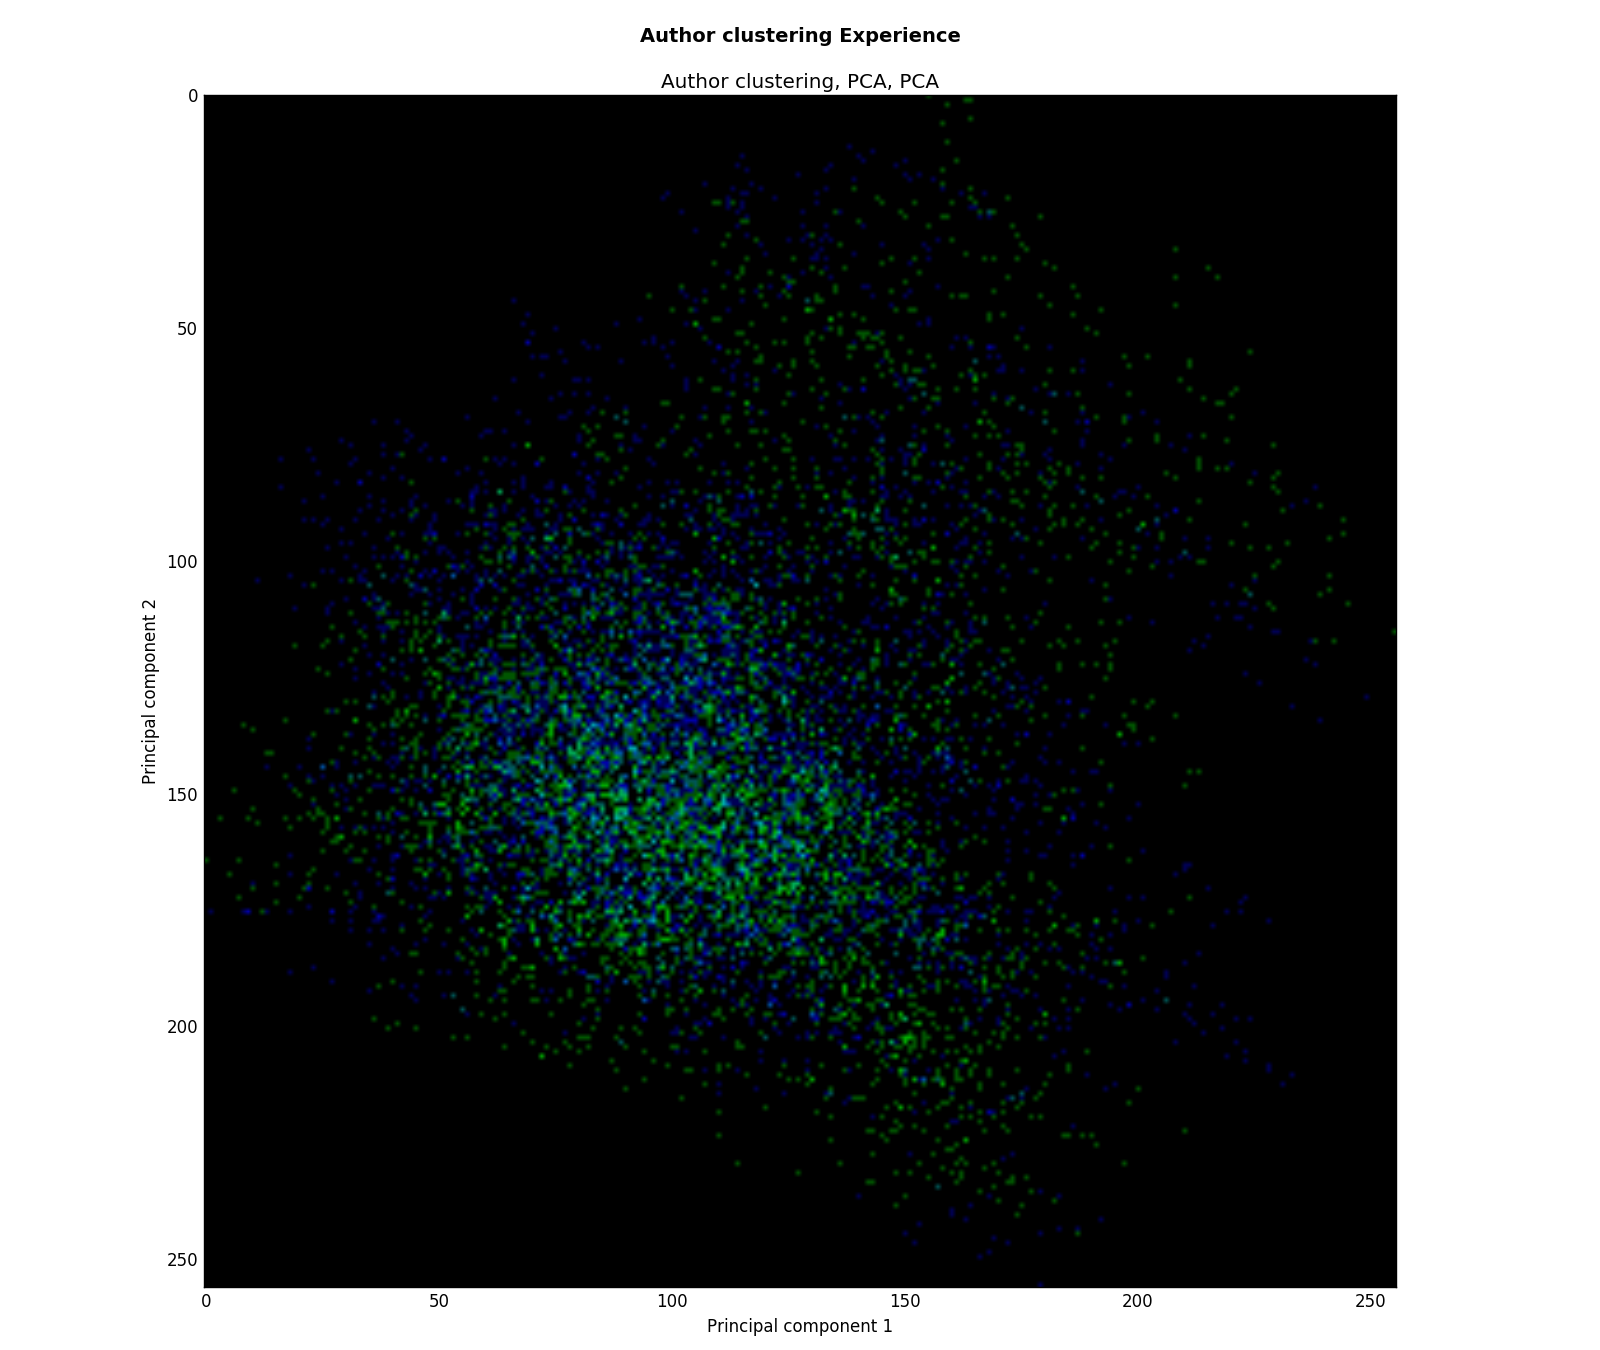 Author clustering Experience
Author clustering, PCA, PCA
0
50
100
150
200
250
Principal component 2
0 50 100 150 200 250
Principal component 1